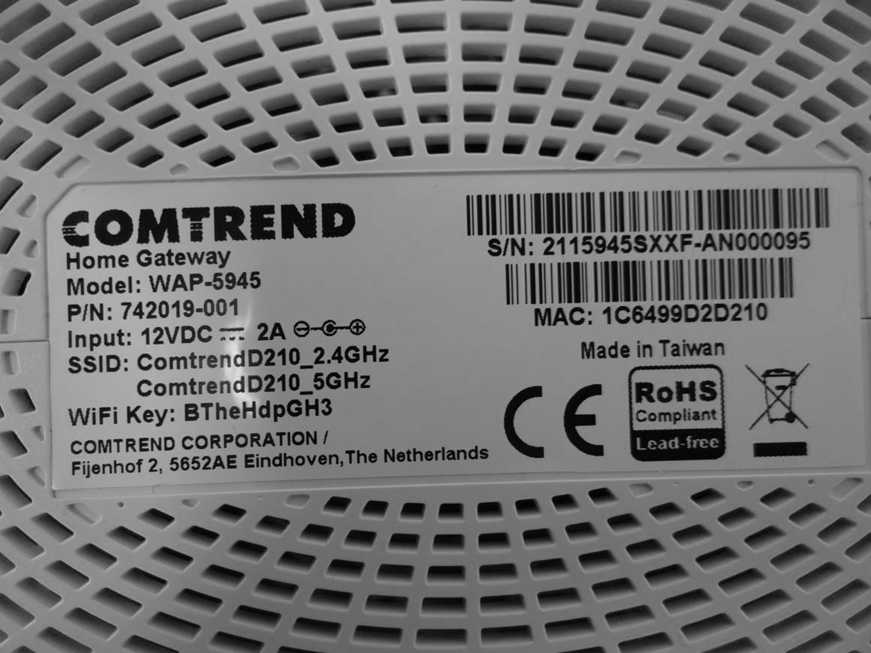 COMTREND
Home Gateway
Model: WAP-5945
P/N: 742019-001
Input: 12VDC 2A
SSID: ComtrendD210_2.4GHz
ComtrendD210_5GHz
WiFi Key: BTheHdpGH3
COMTREND CORPORATION /
Fijenhof 2, 5652AE Eindhoven,The Netherlands
S/N: 2115945SXXF-AN000095
MAC: 1C6499D2D210
Made in Taiwan
CE
RoHS
Compliant
Lead-free